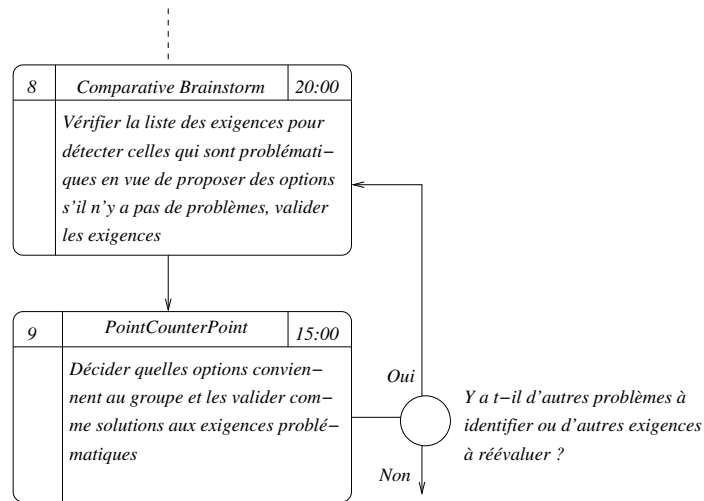 8 Comparative Brainstorm 20:00
Vérifier la liste des exigences pour
détecter celles qui sont problémati−
ques en vue de proposer des options
s'il n'y a pas de problèmes, valider
les exigences
9 PointCounterPoint 15:00
Décider quelles options convien−
nent au groupe et les valider com−
me solutions aux exigences problé−
matiques
Oui
Y a t−il d'autres problèmes à
identifier ou d'autres exigences
à réévaluer ?
Non